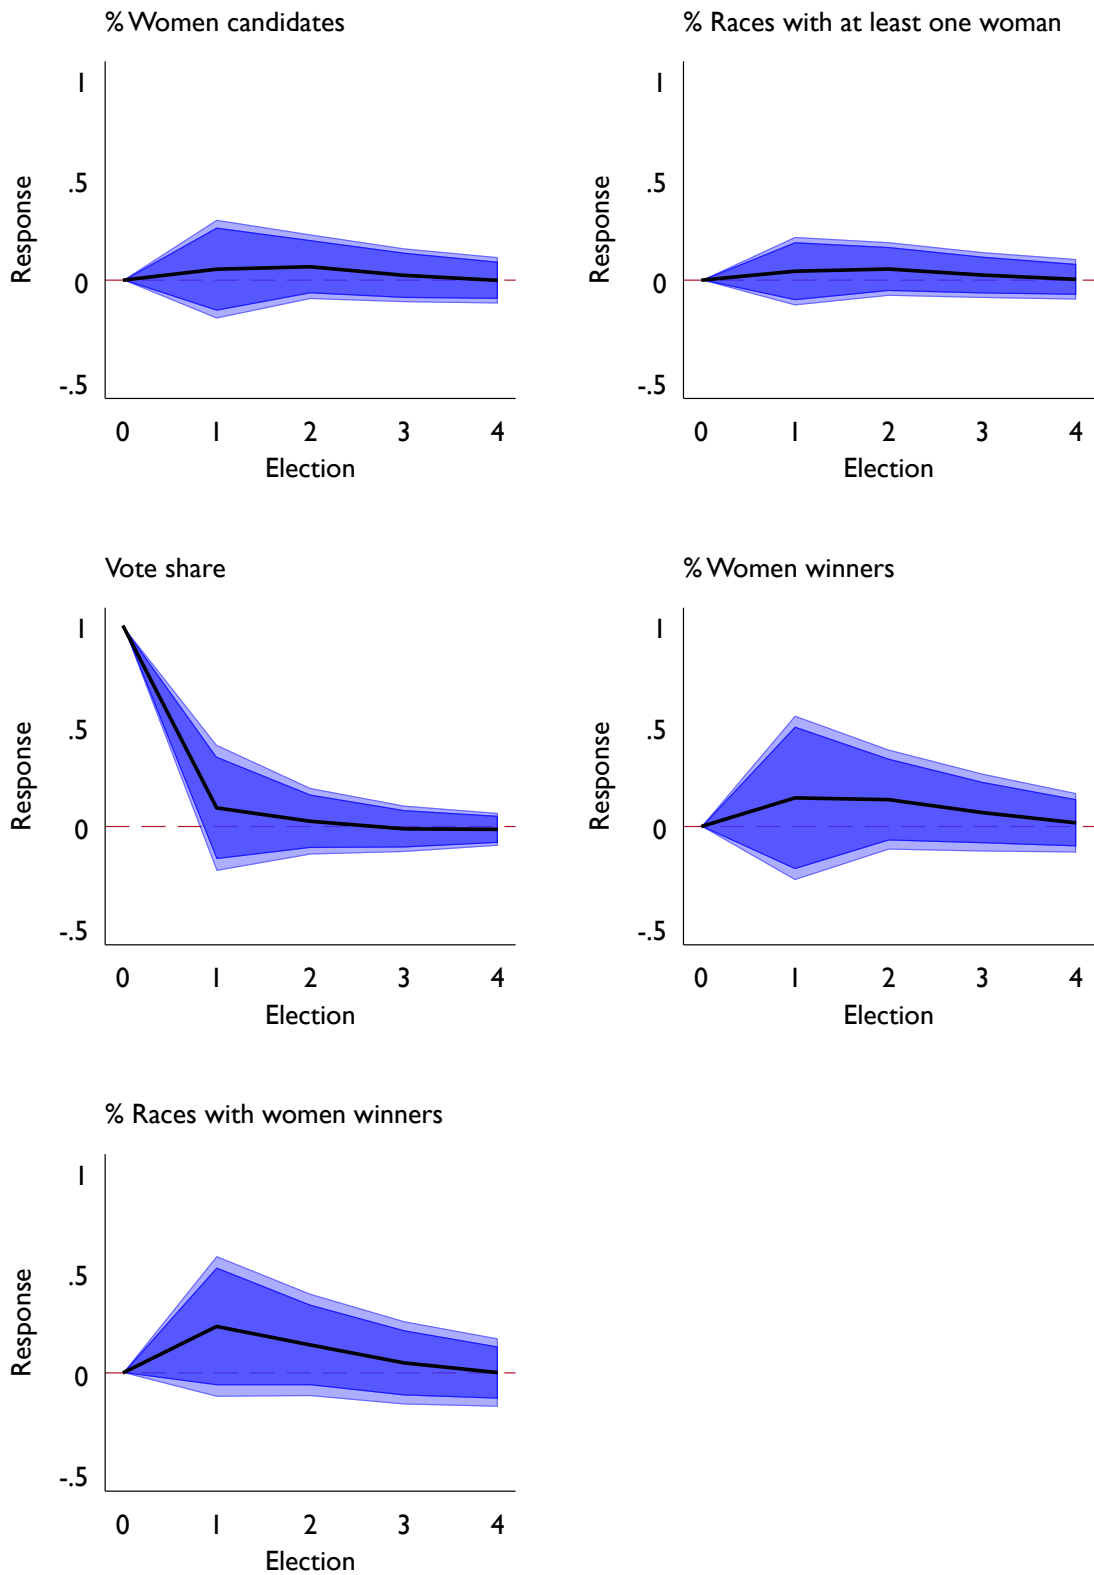 % Women candidates
1
.5
0
-.5
Response
0 1 2 3 4
Election
% Races with at least one woman
1
.5
0
-.5
Response
0 1 2 3 4
Election
Vote share
1
.5
0
-.5
Response
0 1 2 3 4
Election
% Women winners
1
.5
0
-.5
Response
0 1 2 3 4
Election
% Races with women winners
1
.5
0
-.5
Response
0 1 2 3 4
Election